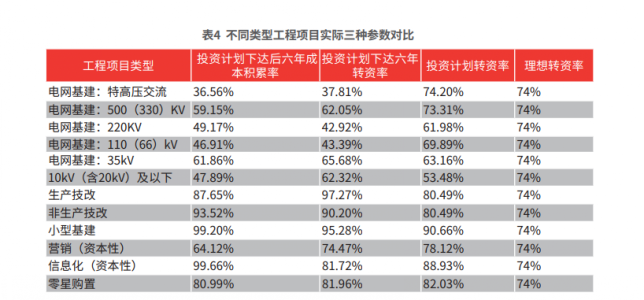 表4 不同类型工程项目实际三种参数对比
工程项目类型 投资计划下达后六年成本积累率 投资计划下达六年转资率 投资计划转资率 理想转资率
电网基建：特高压交流 36.56% 37.81% 74.20% 74%
电网基建：500（330）KV 59.15% 62.05% 73.31% 74%
电网基建：220KV 49.17% 42.92% 61.98% 74%
电网基建：110（66）kV 46.91% 43.39% 69.89% 74%
电网基建：35kV 61.86% 65.68% 63.16% 74%
10kV（含20kV）及以下 47.89% 62.32% 53.48% 74%
生产技改 87.65% 97.27% 80.49% 74%
非生产技改 93.52% 90.20% 80.49% 74%
小型基建 99.20% 95.28% 90.66% 74%
营销（资本性） 64.12% 74.47% 78.12% 74%
信息化（资本性） 99.66% 81.72% 88.93% 74%
零星购置 80.99% 81.96% 82.03% 74%